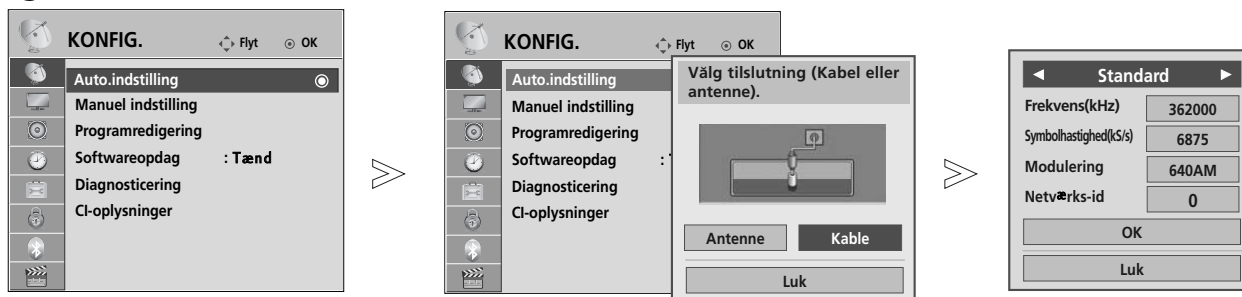 KONFIG. Flyt OK
Auto.indstilling
Manuel indstilling
Programredigering
Softwareopdag : Tænd
Diagnosticering
CI-oplysninger
KONFIG. Flyt OK
Auto.indstilling
Manuel indstilling
Programredigering
Softwareopdag :
Diagnosticering
CI-oplysninger
Välg tilslutning (Kabel eller
antenne).
Antenne Kable
Luk
Standard
Frekvens(kHz) 362000
Symbolhastighed(kS/s) 6875
Modulering 640AM
Netværks-id 0
OK
Luk